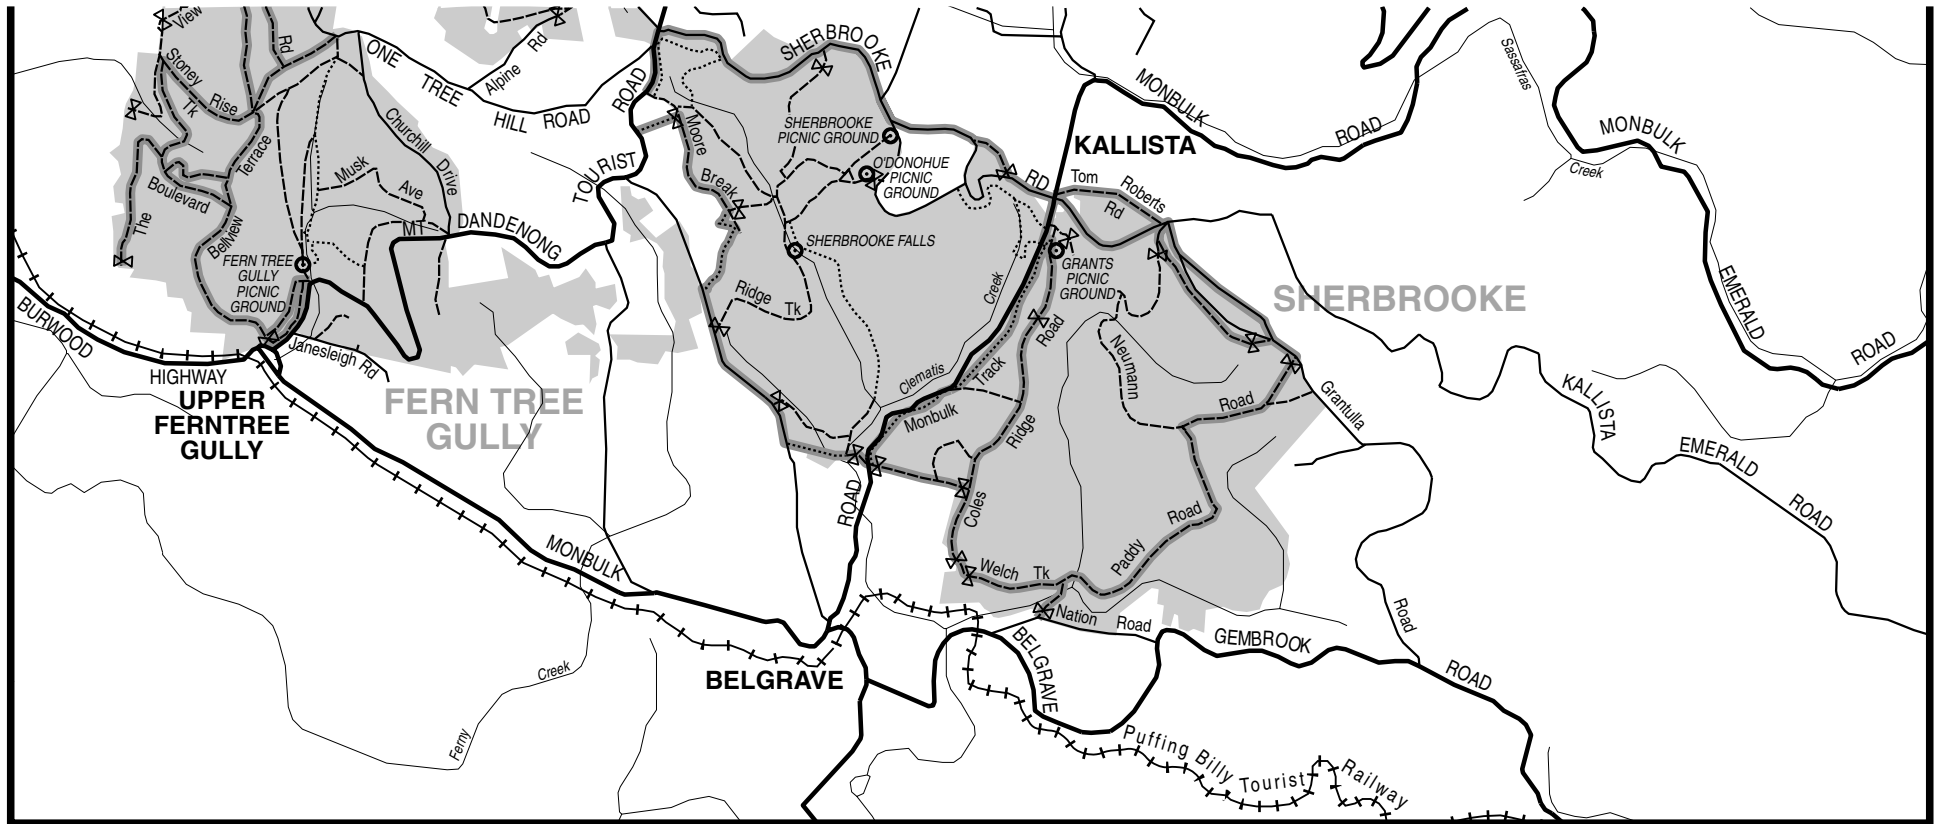 View
Rd
Stoney
Tk
Rise
Terrace
The
Boulevard
Bellview
ONE TREE HILL ROAD
Alpine Rd
Churchill Drive
Musk Ave
MT DANDENONG TOURIST ROAD
FERN TREE
GULLY
PICNIC
GROUND
Janesleigh Rd
BURWOOD HIGHWAY
UPPER
FERNTREE
GULLY
FERN TREE
GULLY
SHERBROOKE RD
Moore Break
SHERBROOKE
PICNIC GROUND
O'DONOHUE
PICNIC
GROUND
SHERBROOKE FALLS
Ridge Tk
Clematis Creek
Monbulk Track
KALLISTA
Tom Roberts Rd
GRANTS
PICNIC
GROUND
Coles Ridge Road
Neumann
SHERBROOKE
Road
Grantulla Road
Paddy Road
Welch Tk
Nation Road
MONBULK ROAD
MONBULK ROAD
Sassafras Creek
MONBULK
EMERALD ROAD
KALLISTA
EMERALD ROAD
BELGRAVE
BELGRAVE GEMBROOK ROAD
Ferny Creek
Puffing Billy Tourist Railway